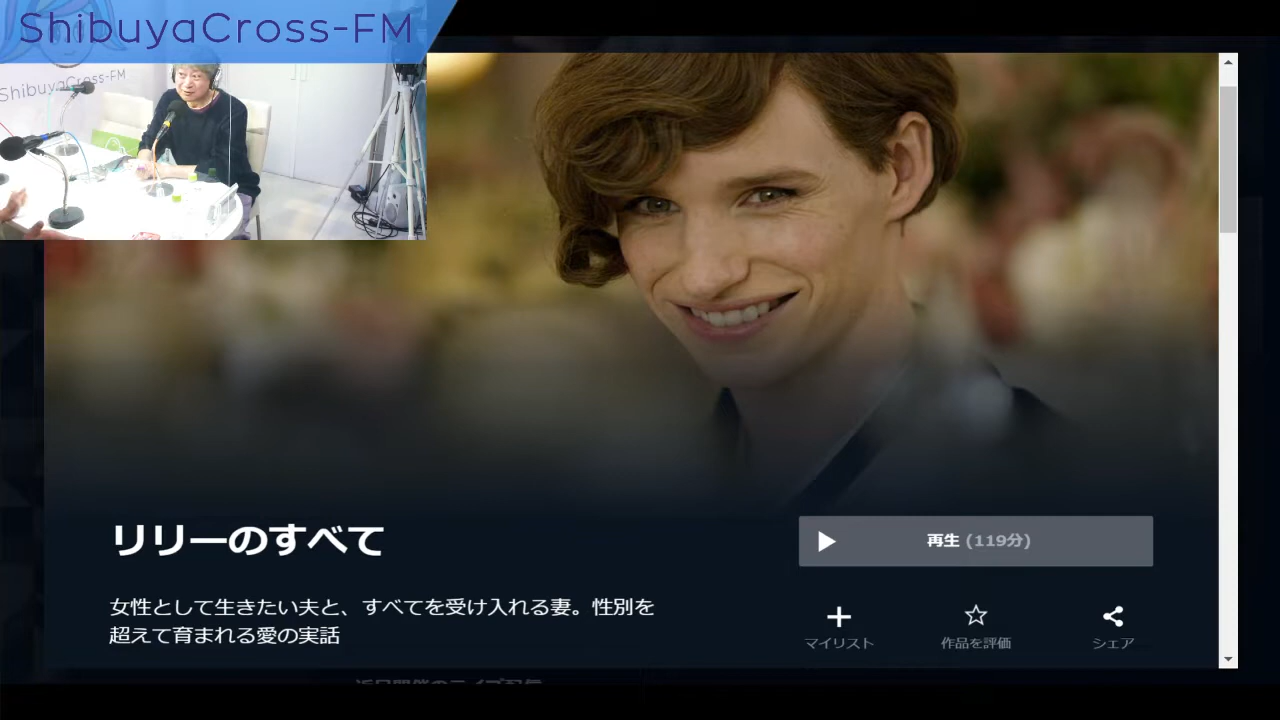 ShibuyaCross-FM
ShibuyaCross-FM
リリーのすべて
再生 (119分)
女性として生きたい夫と、すべてを受け入れる妻。性別を
超えて育まれる愛の実話
マイリスト
作品を評価
シェア